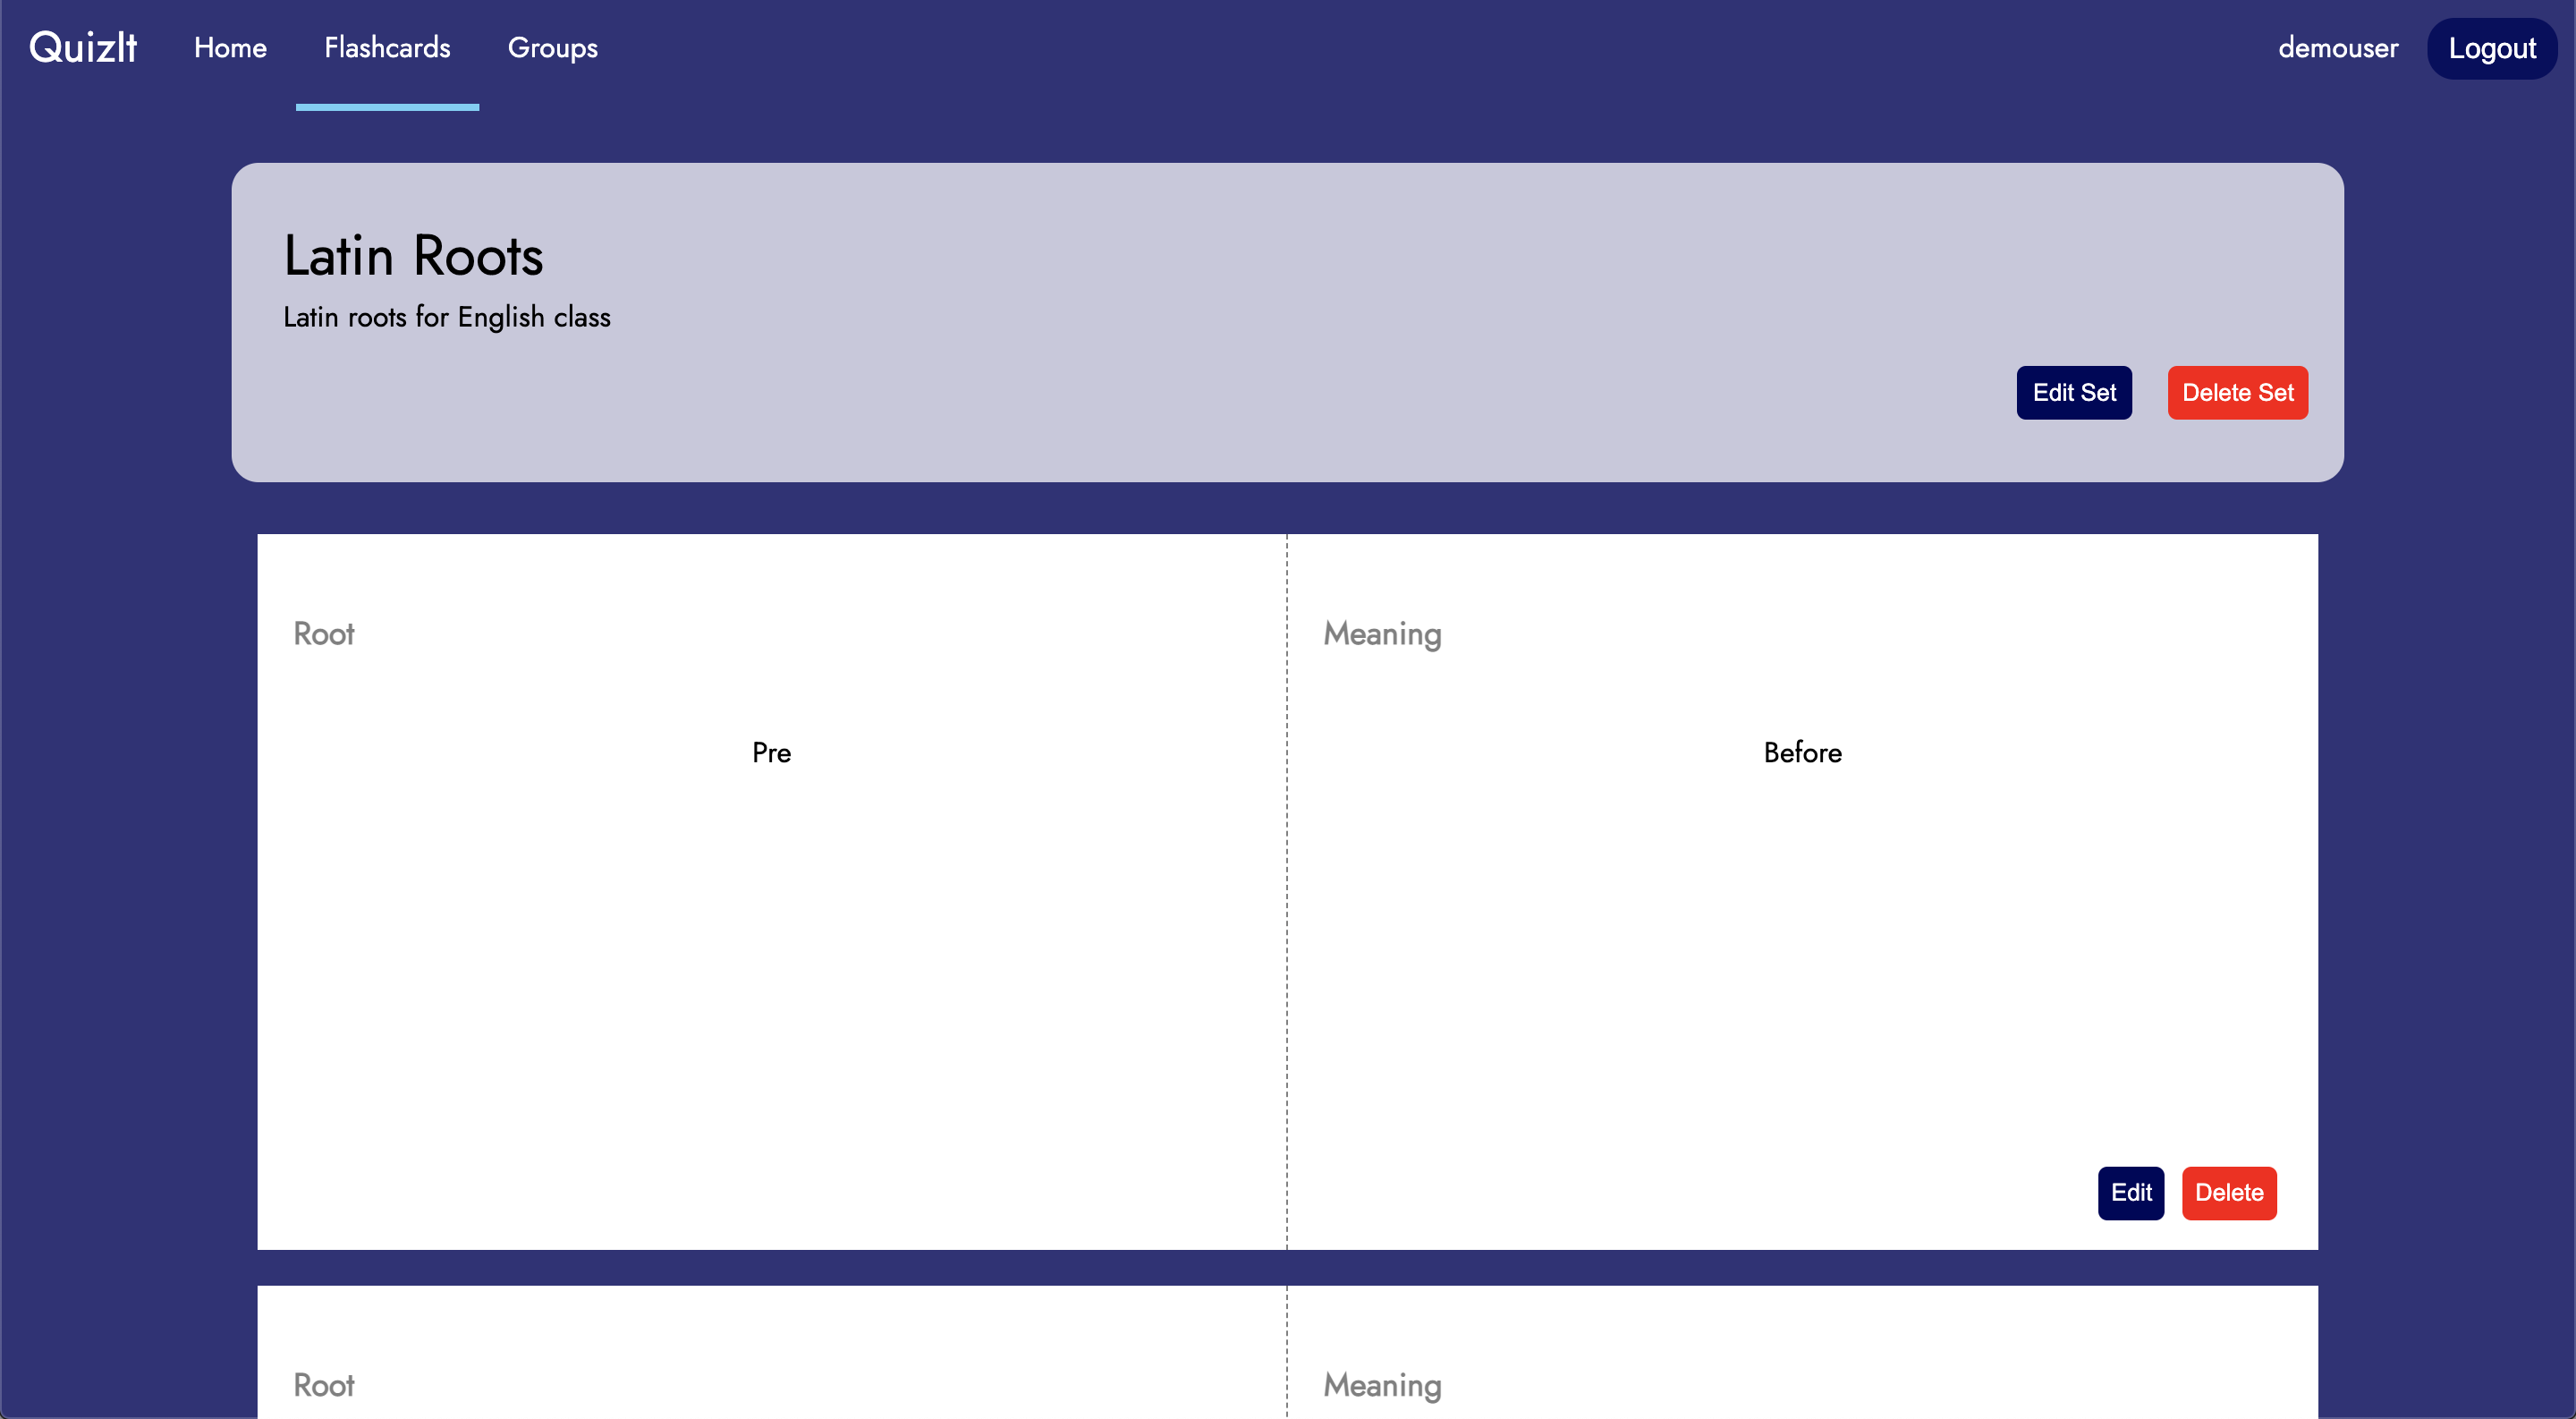 QuizIt Home Flashcards Groups demouser Logout
Latin Roots
Latin roots for English class
Edit Set Delete Set
Root Meaning
Pre Before
Edit Delete
Root Meaning